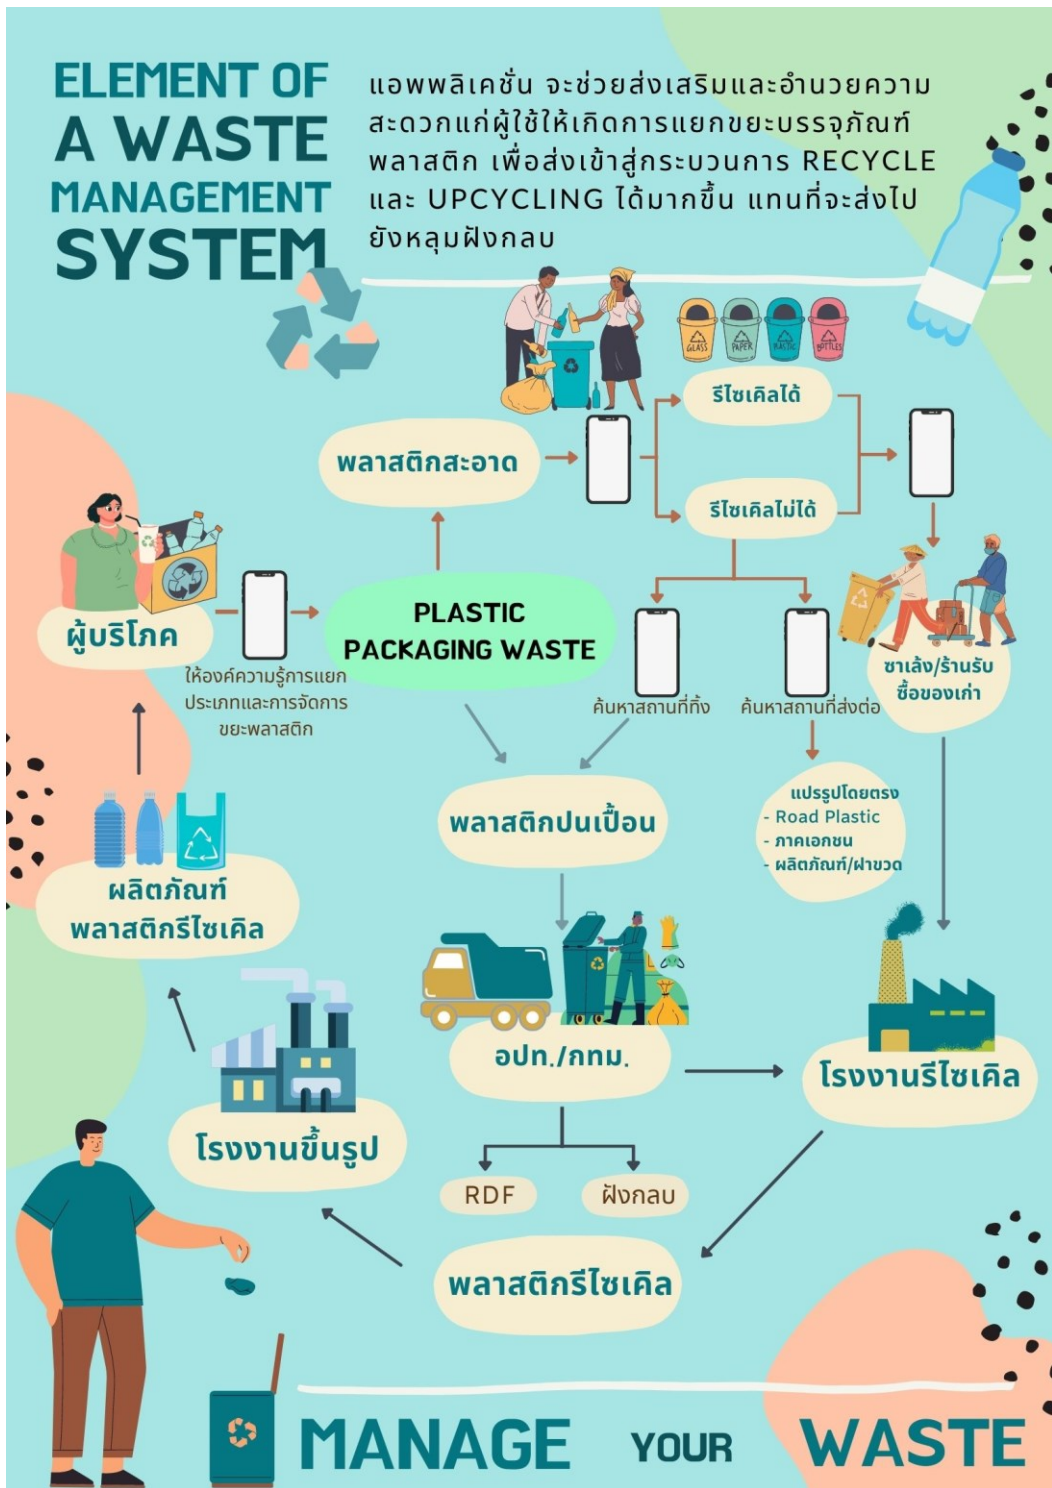 ELEMENT OF
A WASTE
MANAGEMENT
SYSTEM
แอพพลิเคชั่น จะช่วยส่งเสริมและอำนวยความ
สะดวกแก่ผู้ใช้ให้เกิดการแยกขยะบรรจุภัณฑ์
พลาสติก เพื่อส่งเข้าสู่กระบวนการ RECYCLE
และ UPCYCLING ได้มากขึ้น แทนที่จะส่งไป
ยังหลุมฝังกลบ
GLASS
PAPER
PLASTIC
BOTTLES
รีไซเคิลได้
พลาสติกสะอาด
รีไซเคิลไม่ได้
ผู้บริโภค
ให้องค์ความรู้การแยก
ประเภทและการจัดการ
ขยะพลาสติก
PLASTIC
PACKAGING WASTE
ค้นหาสถานที่ทิ้ง
ค้นหาสถานที่ส่งต่อ
ซาเล้ง/ร้านรับ
ซื้อของเก่า
พลาสติกปนเปื้อน
แปรรูปโดยตรง
- Road Plastic
- ภาคเอกชน
- ผลิตภัณฑ์/ฝาขวด
ผลิตภัณฑ์
พลาสติกรีไซเคิล
อปท./กทม.
โรงงานรีไซเคิล
โรงงานขึ้นรูป
RDF
ฝังกลบ
พลาสติกรีไซเคิล
MANAGE YOUR WASTE